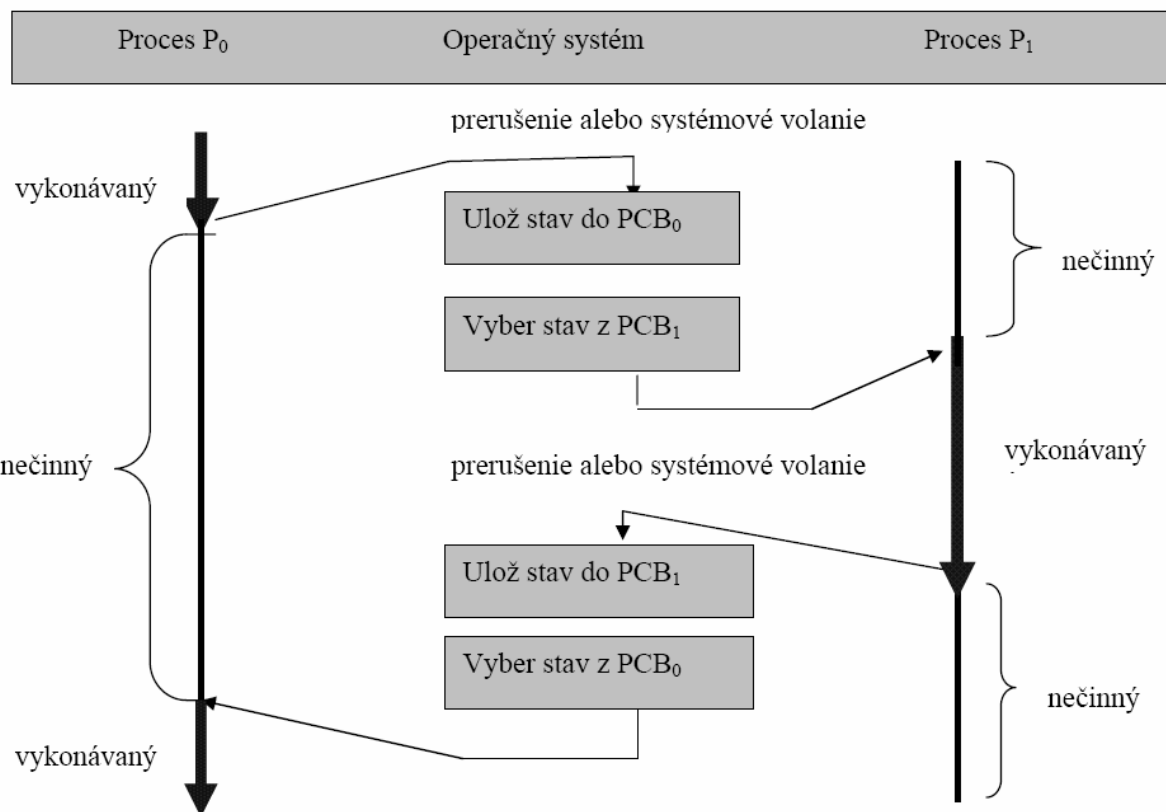 Proces P₀ Operačný systém Proces P₁
prerušenie alebo systémové volanie
vykonávaný
Ulož stav do PCB₀
nečinný
Vyber stav z PCB₁
nečinný
prerušenie alebo systémové volanie
vykonávaný
Ulož stav do PCB₁
Vyber stav z PCB₀
nečinný
vykonávaný